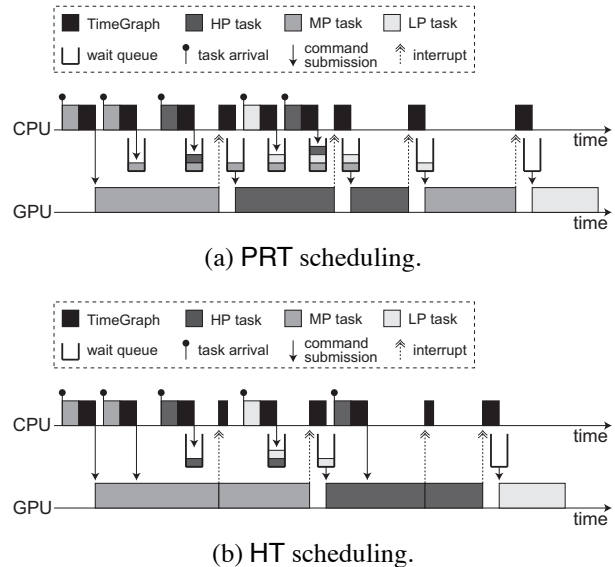 TimeGraph HP task MP task LP task
wait queue task arrival command submission interrupt
CPU time
GPU time
(a) PRT scheduling.
TimeGraph HP task MP task LP task
wait queue task arrival command submission interrupt
CPU time
GPU time
(b) HT scheduling.